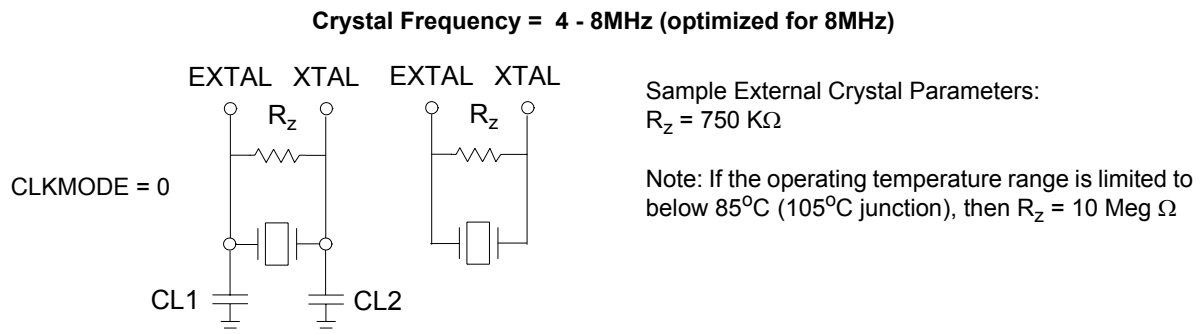 Crystal Frequency = 4 - 8MHz (optimized for 8MHz)
EXTAL XTAL EXTAL XTAL
Rz Rz
CLKMODE = 0
CL1 CL2
Sample External Crystal Parameters:
Rz = 750 KΩ
Note: If the operating temperature range is limited to
below 85oC (105oC junction), then Rz = 10 Meg Ω